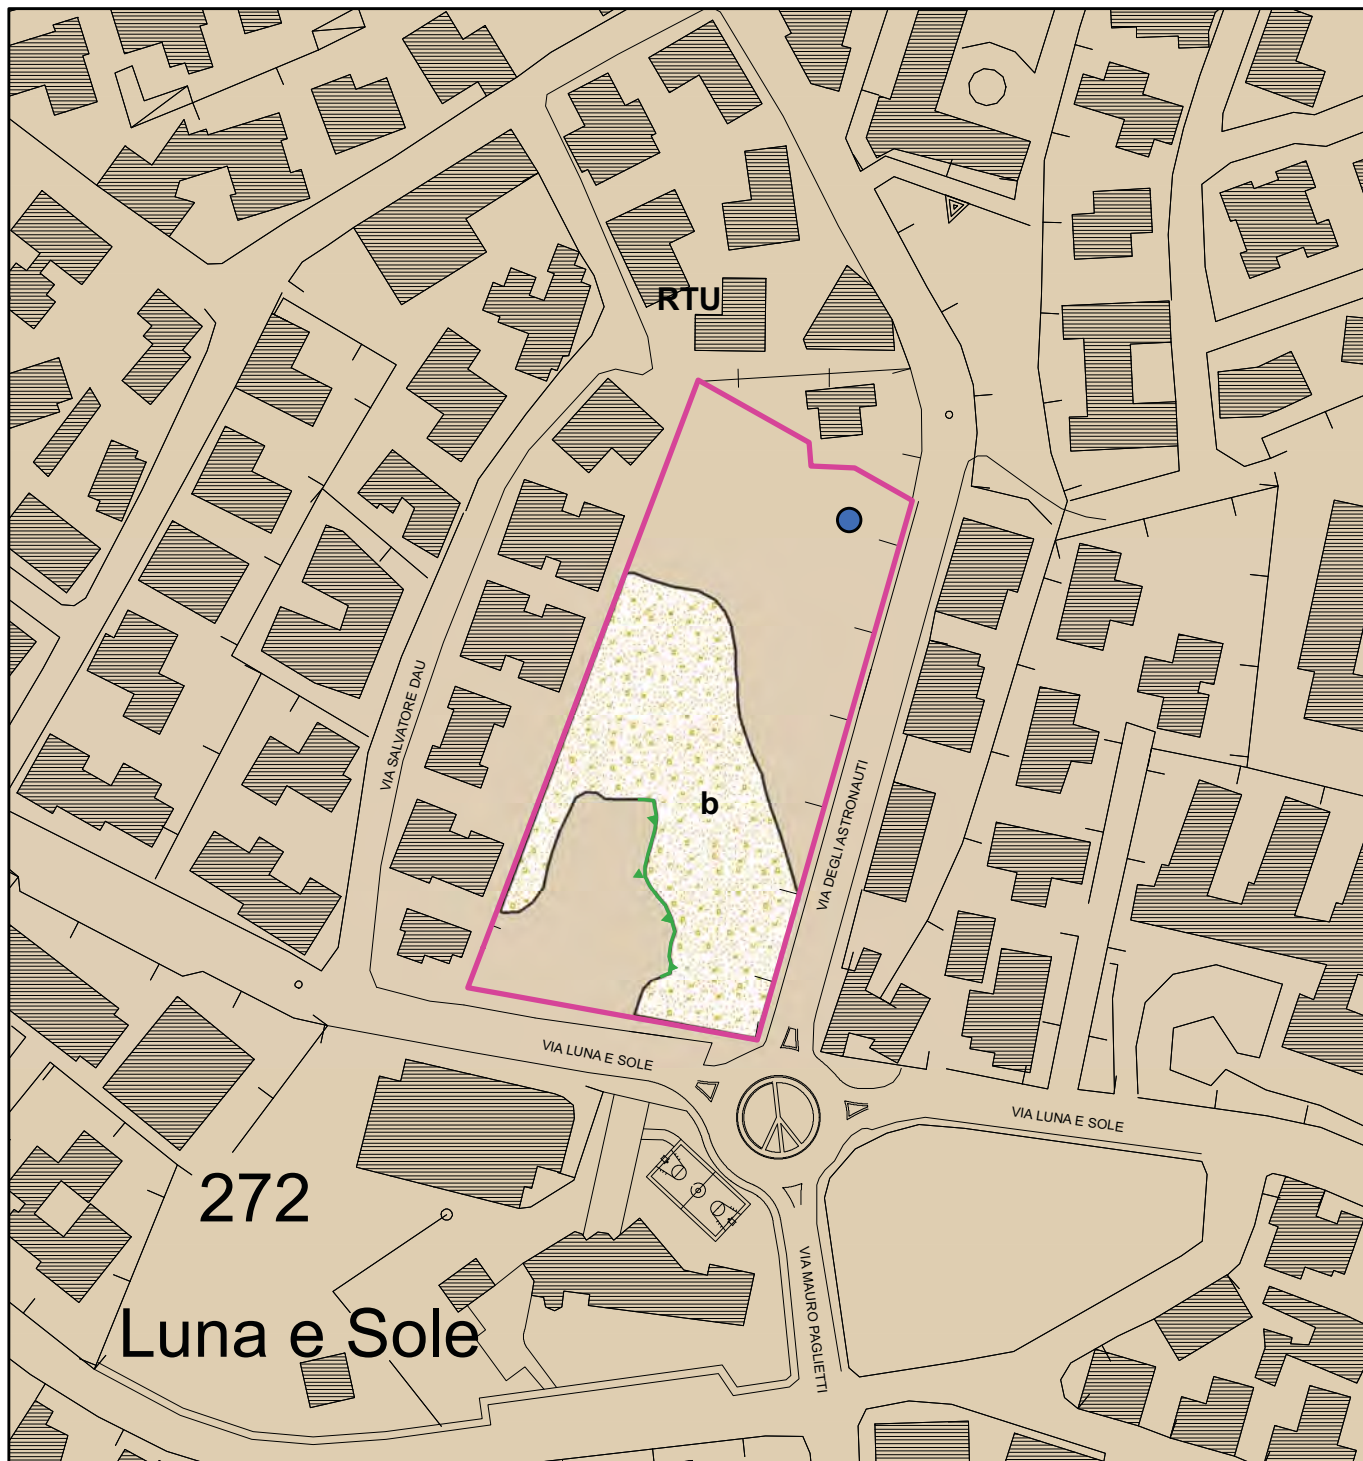 RTU
VIA SALVATORE DAU
b
VIA DEGLI ASTRONAUTI
VIA LUNA E SOLE
VIA LUNA E SOLE
272
VIA MAURO PAGLIETTI
Luna e Sole